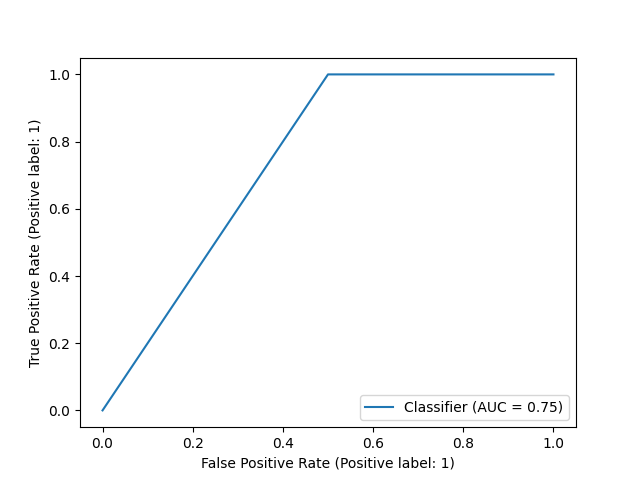 1.0
0.8
0.6
0.4
0.2
0.0
True Positive Rate (Positive label: 1)
Classifier (AUC = 0.75)
0.0 0.2 0.4 0.6 0.8 1.0
False Positive Rate (Positive label: 1)